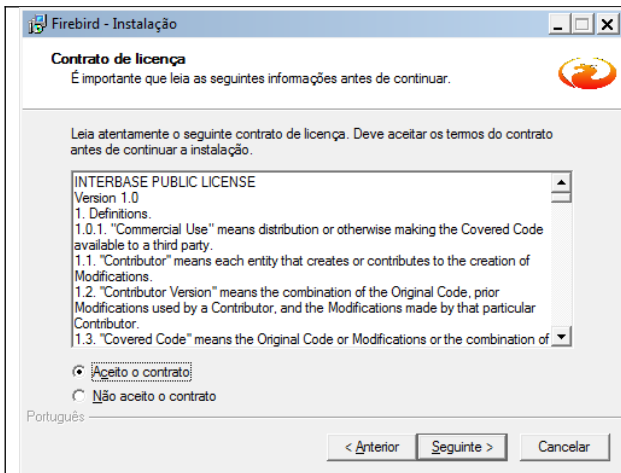 Firebird - Instalação
Contrato de licença
É importante que leia as seguintes informações antes de continuar.
Leia atentamente o seguinte contrato de licença. Deve aceitar os termos do contrato
antes de continuar a instalação.
INTERBASE PUBLIC LICENSE
Version 1.0
1. Definitions.
1.0.1. "Commercial Use" means distribution or otherwise making the Covered Code
available to a third party.
1.1. "Contributor" means each entity that creates or contributes to the creation of
Modifications.
1.2. "Contributor Version" means the combination of the Original Code, prior
Modifications used by a Contributor, and the Modifications made by that particular
Contributor.
1.3. "Covered Code" means the Original Code or Modifications or the combination of
Aceito o contrato
Não aceito o contrato
Português
< Anterior Seguinte > Cancelar